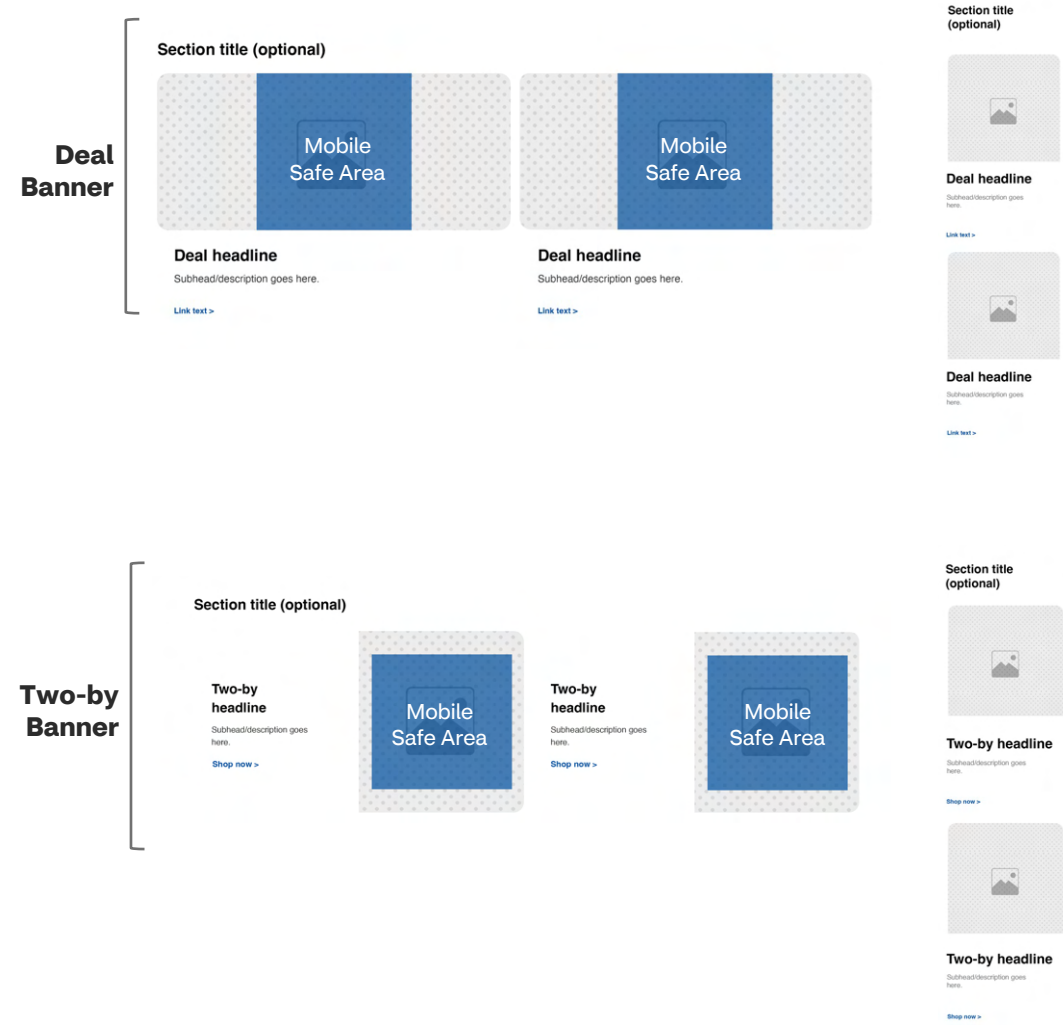 Deal
Banner
Section title (optional)
Mobile
Safe Area
Deal headline
Subhead/description goes here.
Link text >
Mobile
Safe Area
Deal headline
Subhead/description goes here.
Link text >
Section title
(optional)
Deal headline
Subhead/description goes
here.
Link text >
Deal headline
Subhead/description goes
here.
Link text >
Two-by
Banner
Section title (optional)
Two-by
headline
Subhead/description goes
here.
Shop now >
Mobile
Safe Area
Two-by
headline
Subhead/description goes
here.
Shop now >
Mobile
Safe Area
Section title
(optional)
Two-by headline
Subhead/description goes
here.
Shop now >
Two-by headline
Subhead/description goes
here.
Shop now >